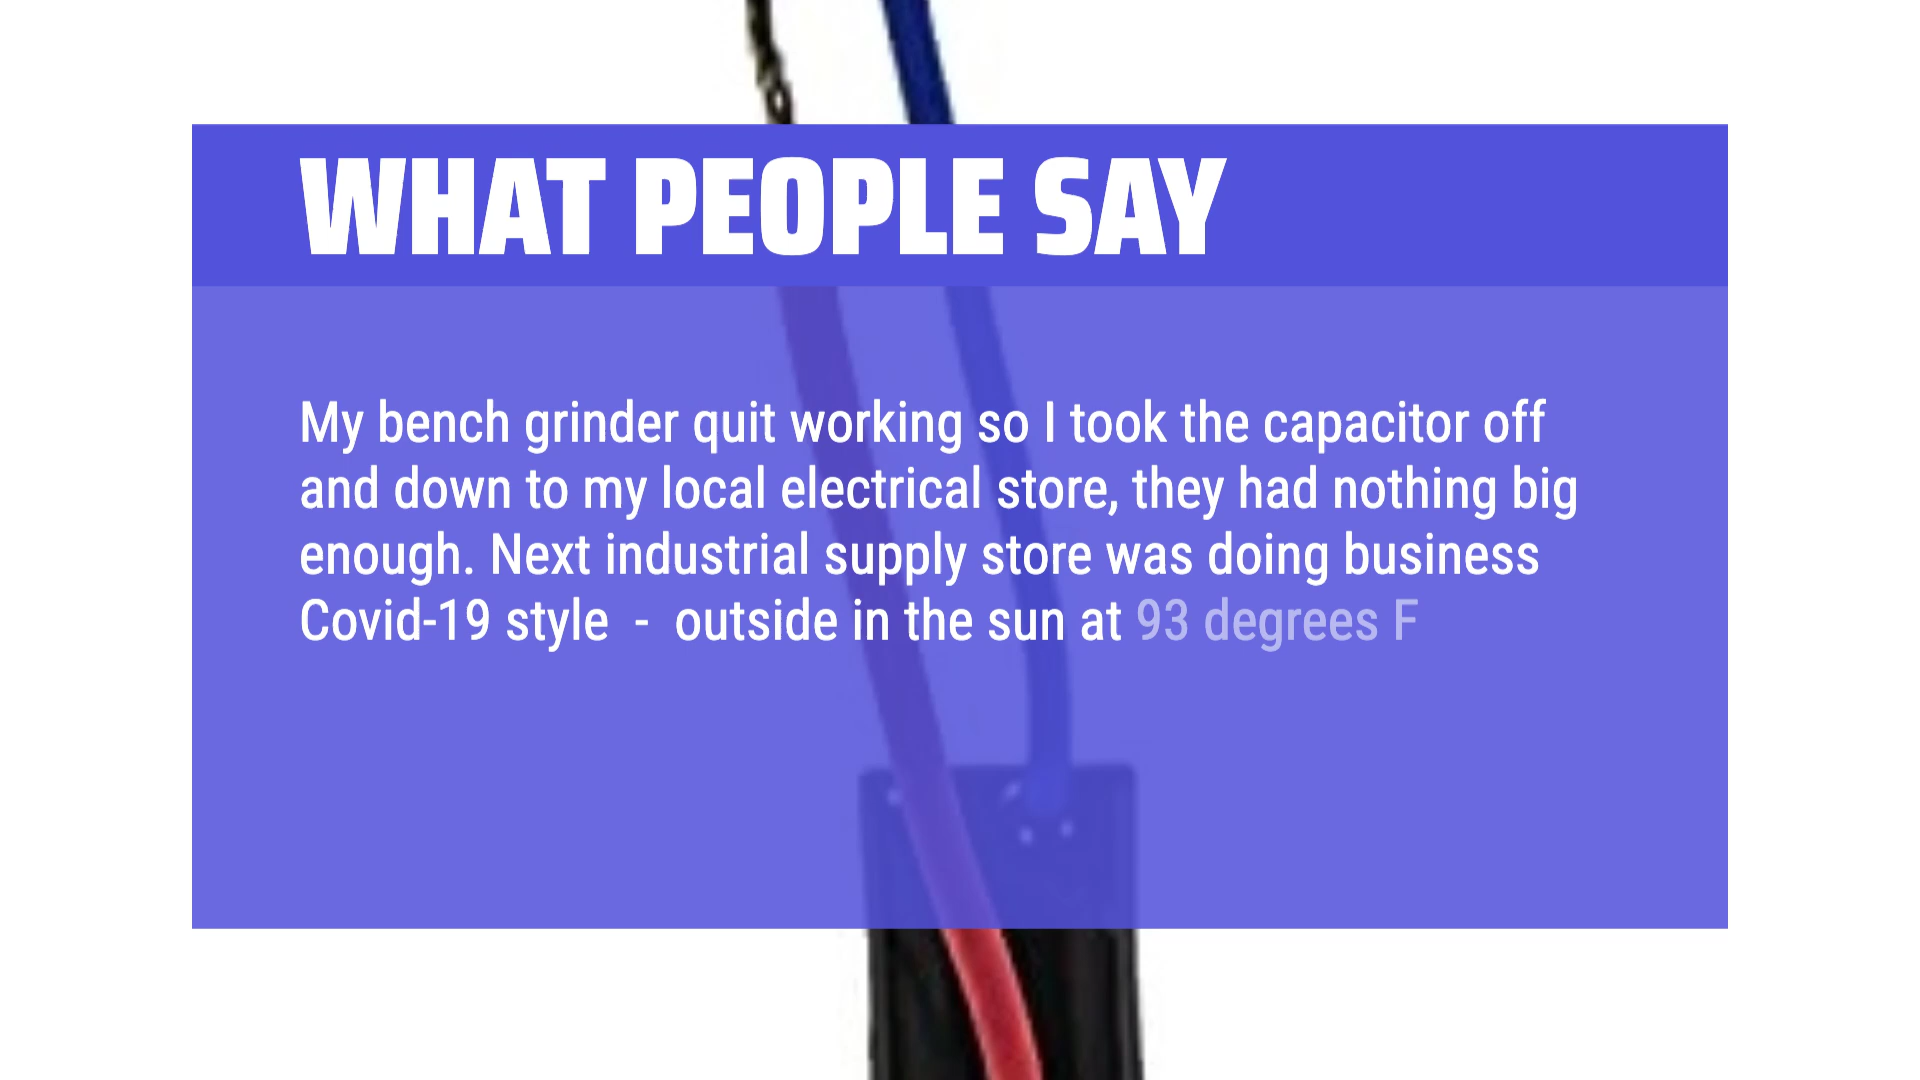 WHAT PEOPLE SAY
My bench grinder quit working so I took the capacitor off
and down to my local electrical store, they had nothing big
enough. Next industrial supply store was doing business
Covid-19 style  -  outside in the sun at 93 degrees F